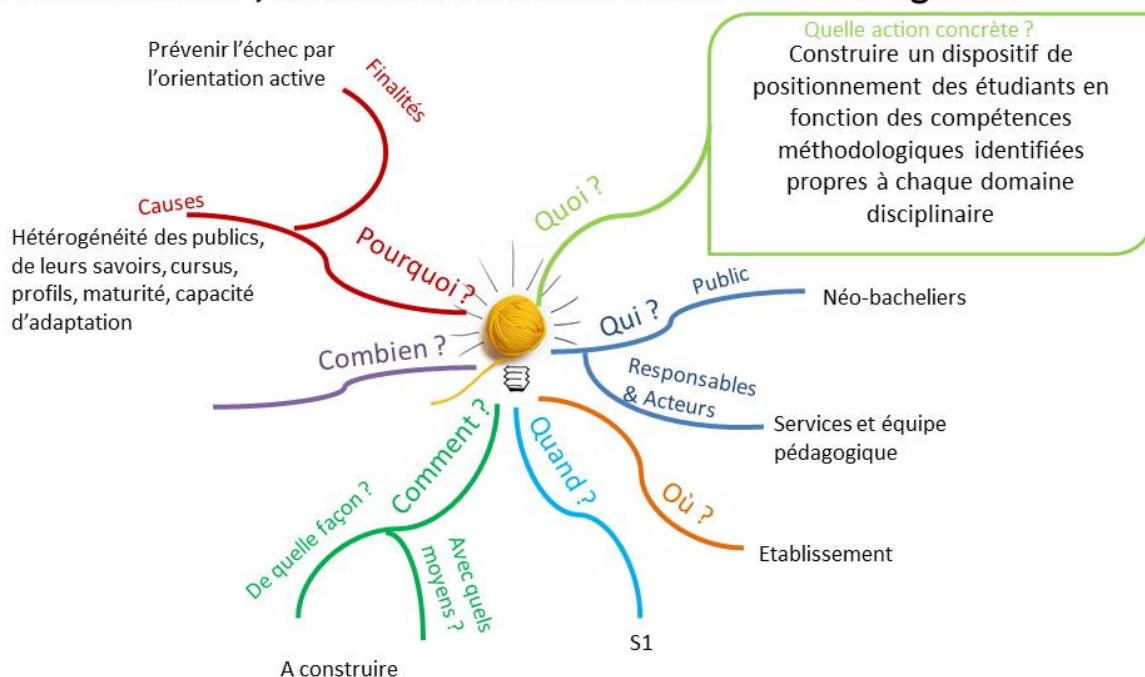 Quelle action concrète ?
Construire un dispositif de
positionnement des étudiants en
fonction des compétences
méthodologiques identifiées
propres à chaque domaine
disciplinaire
Quoi ?
Prévenir l'échec par
l'orientation active
Finalités
Causes
Hétérogénéité des publics,
de leurs savoirs, cursus,
profils, maturité, capacité
d'adaptation
Pourquoi ?
Qui ?
Public
Néo-bacheliers
Responsables
& Acteurs
Services et équipe
pédagogique
Combien ?
Comment ?
De quelle façon ?
Avec quels
moyens ?
A construire
Quand ?
S1
Où ?
Etablissement